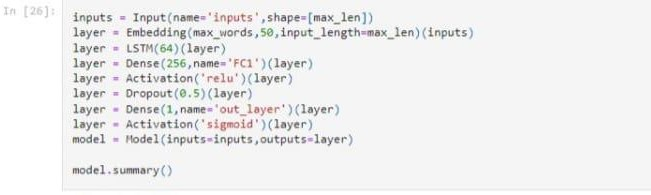 In [26]:
inputs = Input(name='inputs',shape=[max_len])
layer = Embedding(max_words,50,input_length=max_len)(inputs)
layer = LSTM(64)(layer)
layer = Dense(256,name='FC1')(layer)
layer = Activation('relu')(layer)
layer = Dropout(0.5)(layer)
layer = Dense(1,name='out_layer')(layer)
layer = Activation('sigmoid')(layer)
model = Model(inputs=inputs,outputs=layer)
model.summary()